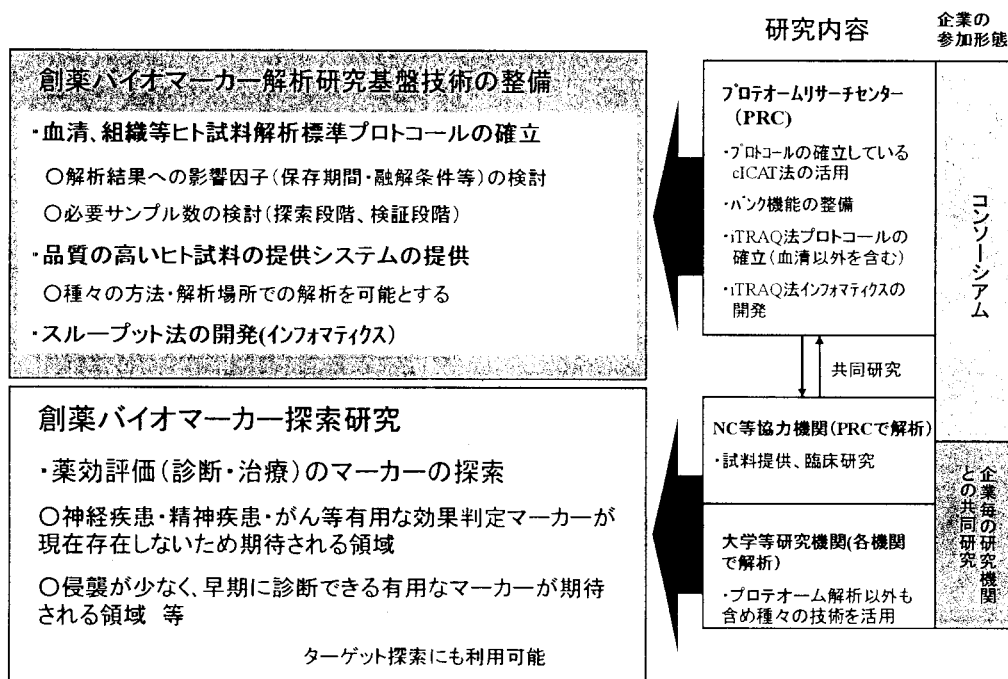 研究内容
企業の
参加形態
創薬バイオマーカー解析研究基盤技術の整備
・血清、組織等ヒト試料解析標準プロトコールの確立
〇解析結果への影響因子(保存期間・融解条件等)の検討
〇必要サンプル数の検討(探索段階、検証段階)
・品質の高いヒト試料の提供システムの提供
〇種々の方法・解析場所での解析を可能とする
・スループット法の開発(インフォマティクス)
創薬バイオマーカー探索研究
・薬効評価(診断・治療)のマーカーの探索
〇神経疾患・精神疾患・がん等有用な効果判定マーカーが
現在存在しないため期待される領域
〇侵襲が少なく、早期に診断できる有用なマーカーが期待
される領域 等
ターゲット探索にも利用可能
プロテオームリサーチセンター
(PRC)
・プロトコールの確立している
cICAT法の活用
・バンク機能の整備
・iTRAQ法プロトコールの
確立(血清以外を含む)
・iTRAQ法インフォマティクスの
開発
共同研究
NC等協力機関(PRCで解析)
・試料提供、臨床研究
大学等研究機関(各機関
で解析)
・プロテオーム解析以外も
含め種々の技術を活用
コンソーシアム
企業毎の研究機関
との共同研究